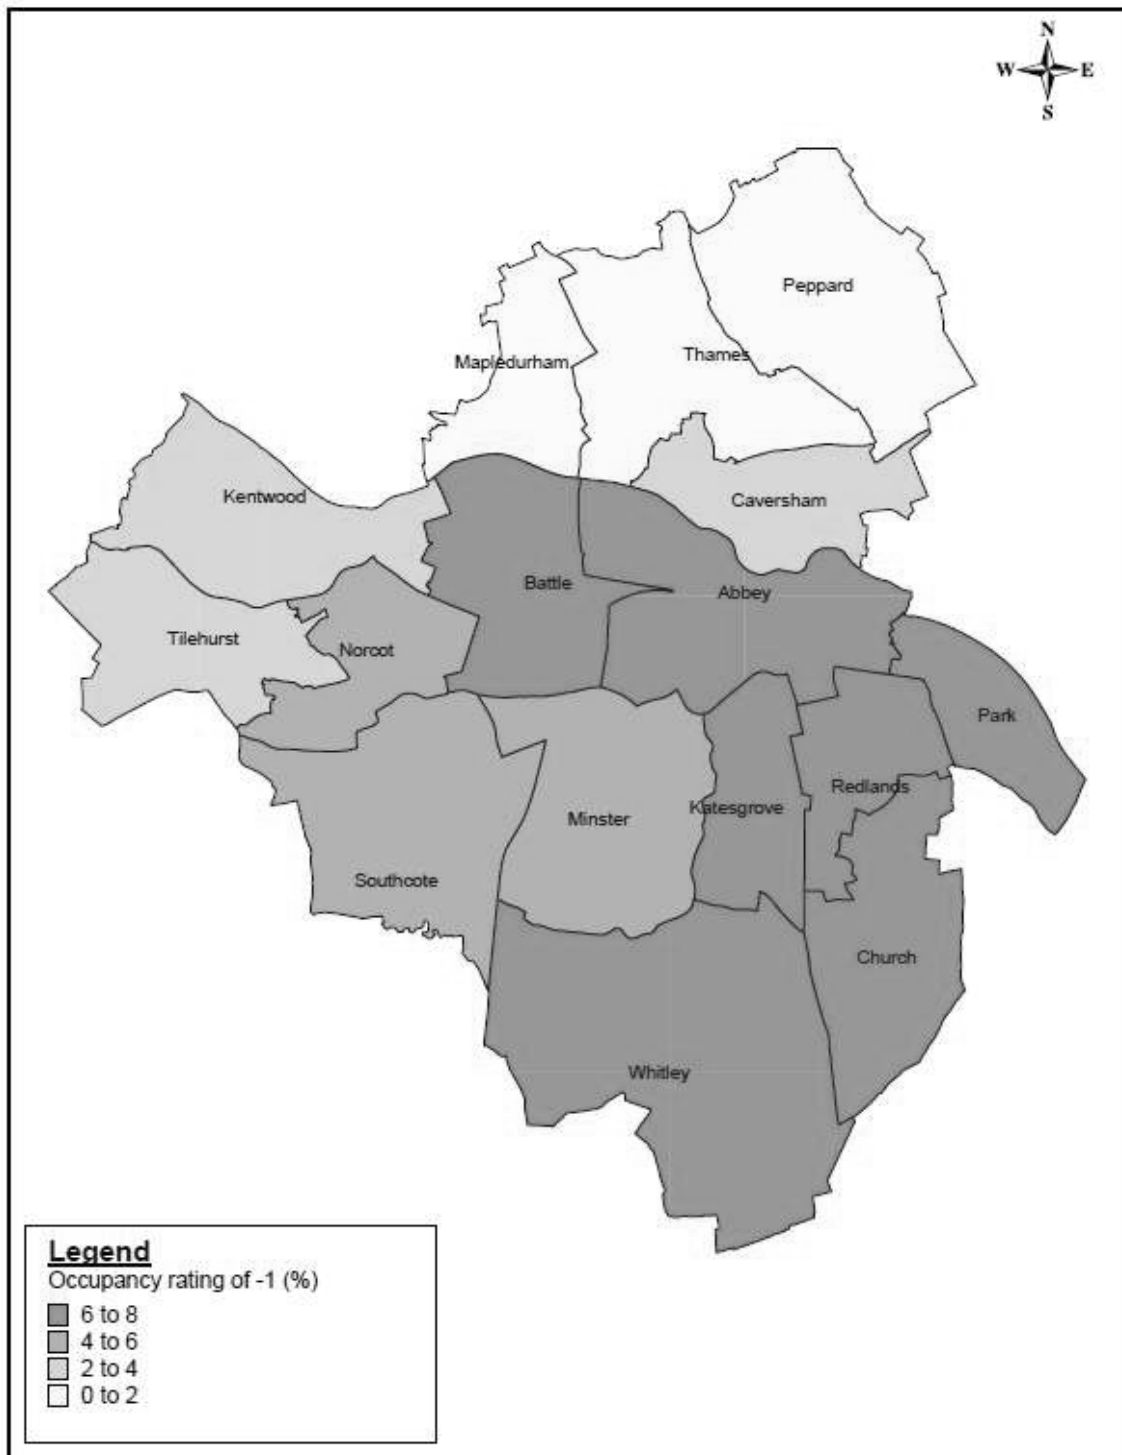 N
W E
S
Peppard
Thames
Mapledurham
Kentwood
Caversham
Battle
Abbey
Tilehurst
Norcot
Park
Redlands
Katesgrove
Minster
Southcote
Church
Whitley
Legend
Occupancy rating of -1 (%)
6 to 8
4 to 6
2 to 4
0 to 2